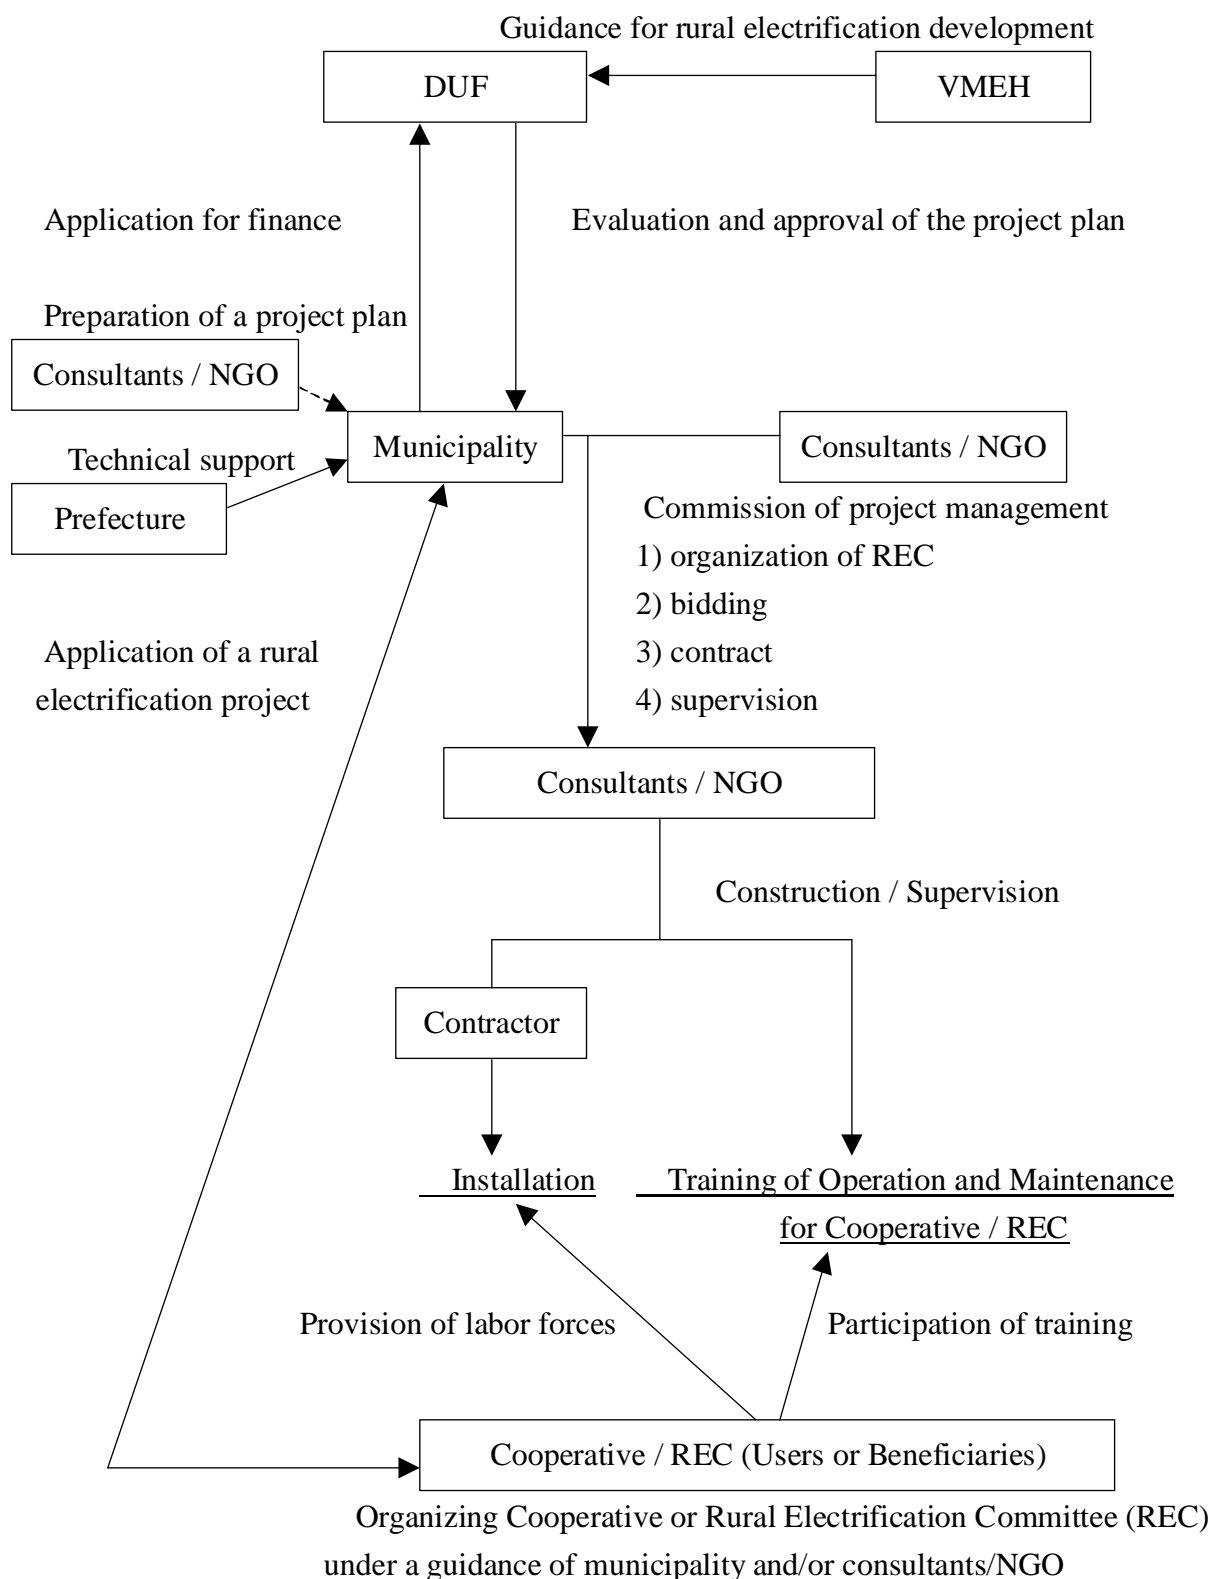 Guidance for rural electrification development
DUF
VMEH
Application for finance
Evaluation and approval of the project plan
Preparation of a project plan
Consultants / NGO
Municipality
Consultants / NGO
Technical support
Prefecture
Commission of project management
1) organization of REC
2) bidding
3) contract
4) supervision
Application of a rural
electrification project
Consultants / NGO
Construction / Supervision
Contractor
Installation
Training of Operation and Maintenance
for Cooperative / REC
Provision of labor forces
Participation of training
Cooperative / REC (Users or Beneficiaries)
Organizing Cooperative or Rural Electrification Committee (REC)
under a guidance of municipality and/or consultants/NGO